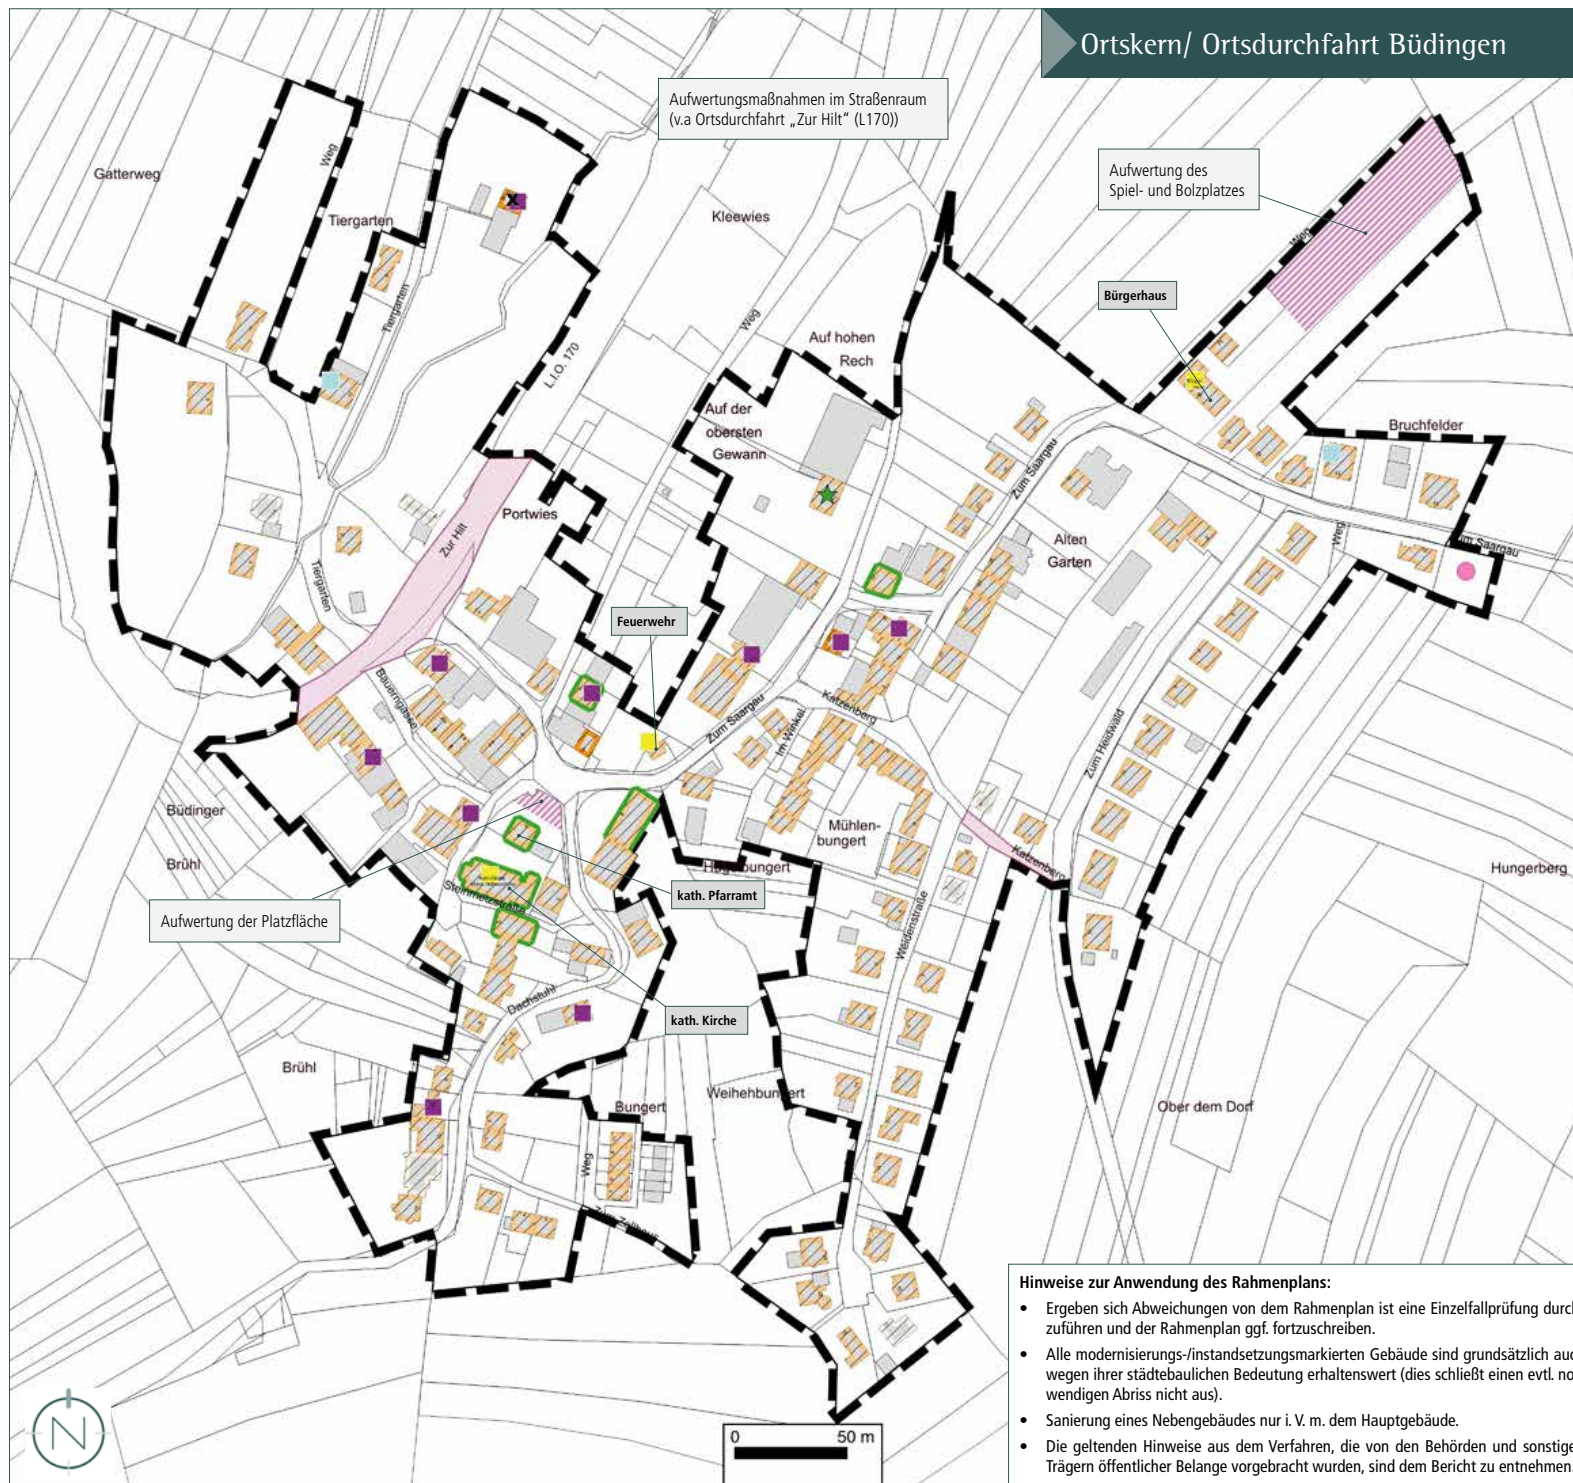 Ortskern/ Ortsdurchfahrt Büdingen
Aufwertungsmaßnahmen im Straßenraum
(v.a Ortsdurchfahrt „Zur Hilt“ (L170))
Aufwertung des
Spiel- und Bolzplatzes
Gatterweg
Weg
Tiergarten
Kleewies
Weg
Bürgerhaus
Tiergarten
Weg
Auf hohen
Rech
L.I.O. 170
Auf der
obersten
Gewann
Bruchfelder
Zum Saargau
Portwies
Zur Hilt
Alten
Garten
Weg
Tiergarten
Feuerwehr
Bauerngasse
Katzenberg
Zum Saargau
Im Winkel
Zum Heidwald
Büdinger
Brühl
Mühlen-
bungert
Katzenberg
Hungerberg
kath. Pfarramt
Steinmetzstraße
Aufwertung der Platzfläche
Weidenstraße
Dachstuhl
kath. Kirche
Brühl
Bungert
Weihehbungert
Ober dem Dorf
Weg
Hinweise zur Anwendung des Rahmenplans:
• Ergeben sich Abweichungen von dem Rahmenplan ist eine Einzelfallprüfung durch
zuführen und der Rahmenplan ggf. fortzuschreiben.
• Alle modernisierungs-/instandsetzungsmarkierten Gebäude sind grundsätzlich auc
wegen ihrer städtebaulichen Bedeutung erhaltenswert (dies schließt einen evtl. no
wendigen Abriss nicht aus).
• Sanierung eines Nebengebäudes nur i. V. m. dem Hauptgebäude.
• Die geltenden Hinweise aus dem Verfahren, die von den Behörden und sonstige
Trägern öffentlicher Belange vorgebracht wurden, sind dem Bericht zu entnehmen
N
0 50 m